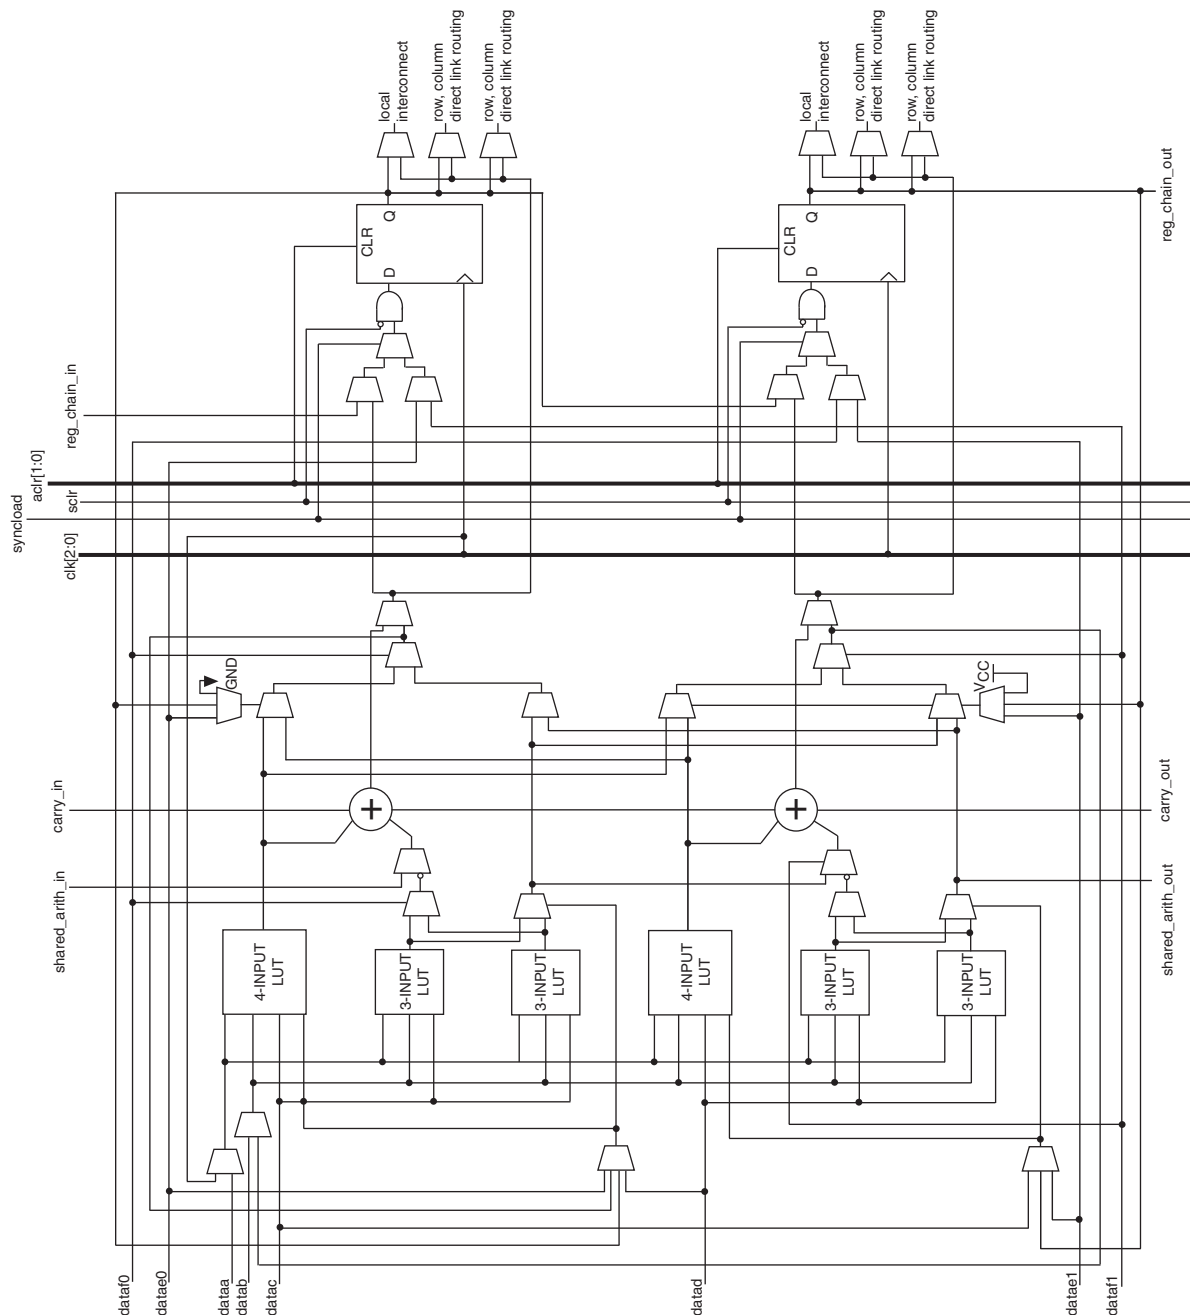 local
interconnect
row, column
direct link routing
row, column
direct link routing
local
interconnect
row, column
direct link routing
row, column
direct link routing
reg_chain_out
Q
CLR
D
Q
CLR
D
reg_chain_in
aclr[1:0]
sclr
syncload
clk[2:0]
GND
VCC
carry_in
+
+
carry_out
shared_arith_in
shared_arith_out
4-INPUT
LUT
3-INPUT
LUT
3-INPUT
LUT
4-INPUT
LUT
3-INPUT
LUT
3-INPUT
LUT
dataf0
datae0
dataa
datab
datac
datad
datae1
dataf1